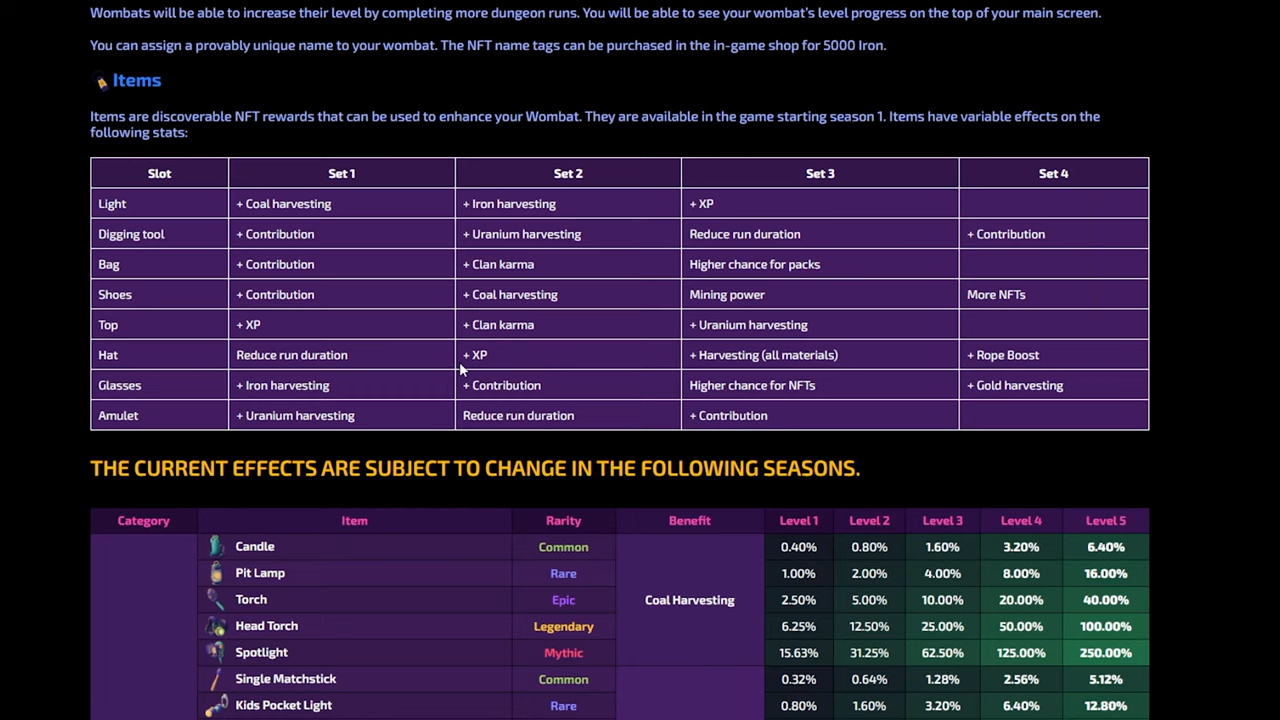 Wombats will be able to increase their level by completing more dungeon runs. You will be able to see your wombat's level progress on the top of your main screen.
You can assign a provably unique name to your wombat. The NFT name tags can be purchased in the in-game shop for 5000 Iron.
Items
Items are discoverable NFT rewards that can be used to enhance your Wombat. They are available in the game starting season 1. Items have variable effects on the
following stats:
Slot Set 1 Set 2 Set 3 Set 4
Light + Coal harvesting + Iron harvesting + XP
Digging tool + Contribution + Uranium harvesting Reduce run duration + Contribution
Bag + Contribution + Clan karma Higher chance for packs
Shoes + Contribution + Coal harvesting Mining power More NFTs
Top + XP + Clan karma + Uranium harvesting
Hat Reduce run duration + XP + Harvesting (all materials) + Rope Boost
Glasses + Iron harvesting + Contribution Higher chance for NFTs + Gold harvesting
Amulet + Uranium harvesting Reduce run duration + Contribution
THE CURRENT EFFECTS ARE SUBJECT TO CHANGE IN THE FOLLOWING SEASONS.
Category Item Rarity Benefit Level 1 Level 2 Level 3 Level 4 Level 5
Candle Common 0.40% 0.80% 1.60% 3.20% 6.40%
Pit Lamp Rare 1.00% 2.00% 4.00% 8.00% 16.00%
Torch Epic Coal Harvesting 2.50% 5.00% 10.00% 20.00% 40.00%
Head Torch Legendary 6.25% 12.50% 25.00% 50.00% 100.00%
Spotlight Mythic 15.63% 31.25% 62.50% 125.00% 250.00%
Single Matchstick Common 0.32% 0.64% 1.28% 2.56% 5.12%
Kids Pocket Light Rare 0.80% 1.60% 3.20% 6.40% 12.80%